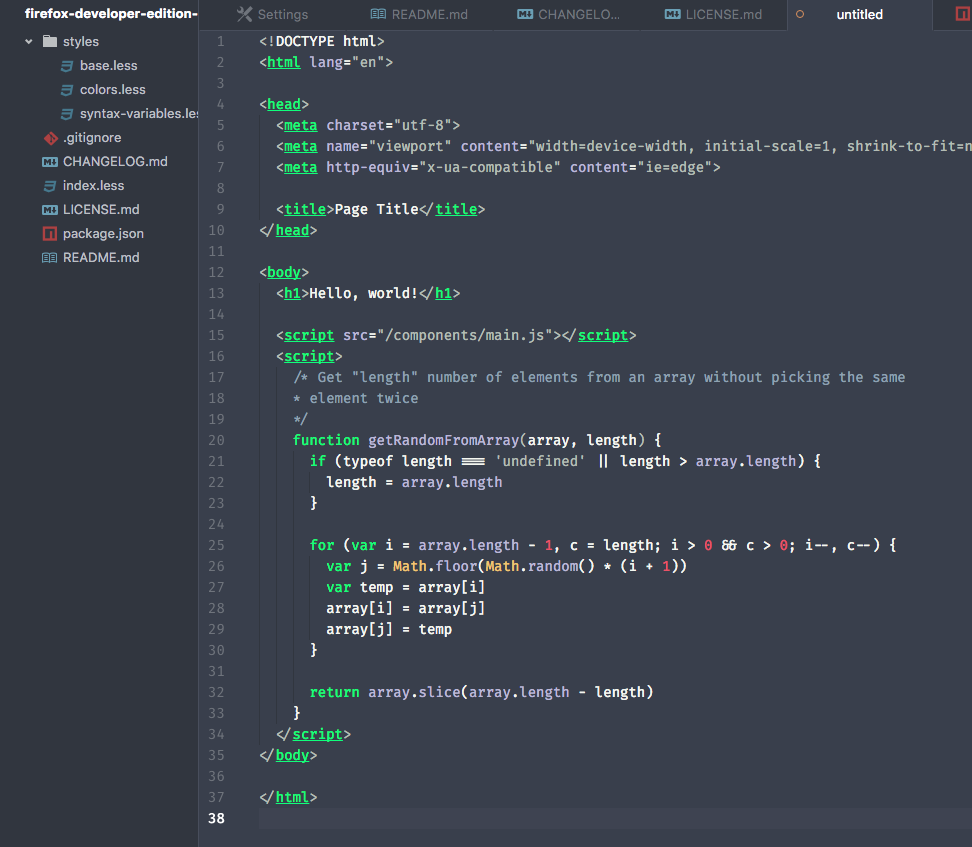 firefox-developer-edition-
styles
base.less
colors.less
syntax-variables.les
.gitignore
CHANGELOG.md
index.less
LICENSE.md
package.json
README.md
Settings
README.md
CHANGELO...
LICENSE.md
untitled
1 <!DOCTYPE html>
2 <html lang="en">
3
4 <head>
5   <meta charset="utf-8">
6   <meta name="viewport" content="width=device-width, initial-scale=1, shrink-to-fit=n
7   <meta http-equiv="x-ua-compatible" content="ie=edge">
8
9   <title>Page Title</title>
10 </head>
11
12 <body>
13   <h1>Hello, world!</h1>
14
15   <script src="/components/main.js"></script>
16   <script>
17     /* Get "length" number of elements from an array without picking the same
18     * element twice
19     */
20     function getRandomFromArray(array, length) {
21       if (typeof length === 'undefined' || length > array.length) {
22         length = array.length
23       }
24
25       for (var i = array.length - 1, c = length; i > 0 && c > 0; i--, c--) {
26         var j = Math.floor(Math.random() * (i + 1))
27         var temp = array[i]
28         array[i] = array[j]
29         array[j] = temp
30       }
31
32       return array.slice(array.length - length)
33     }
34   </script>
35 </body>
36
37 </html>
38